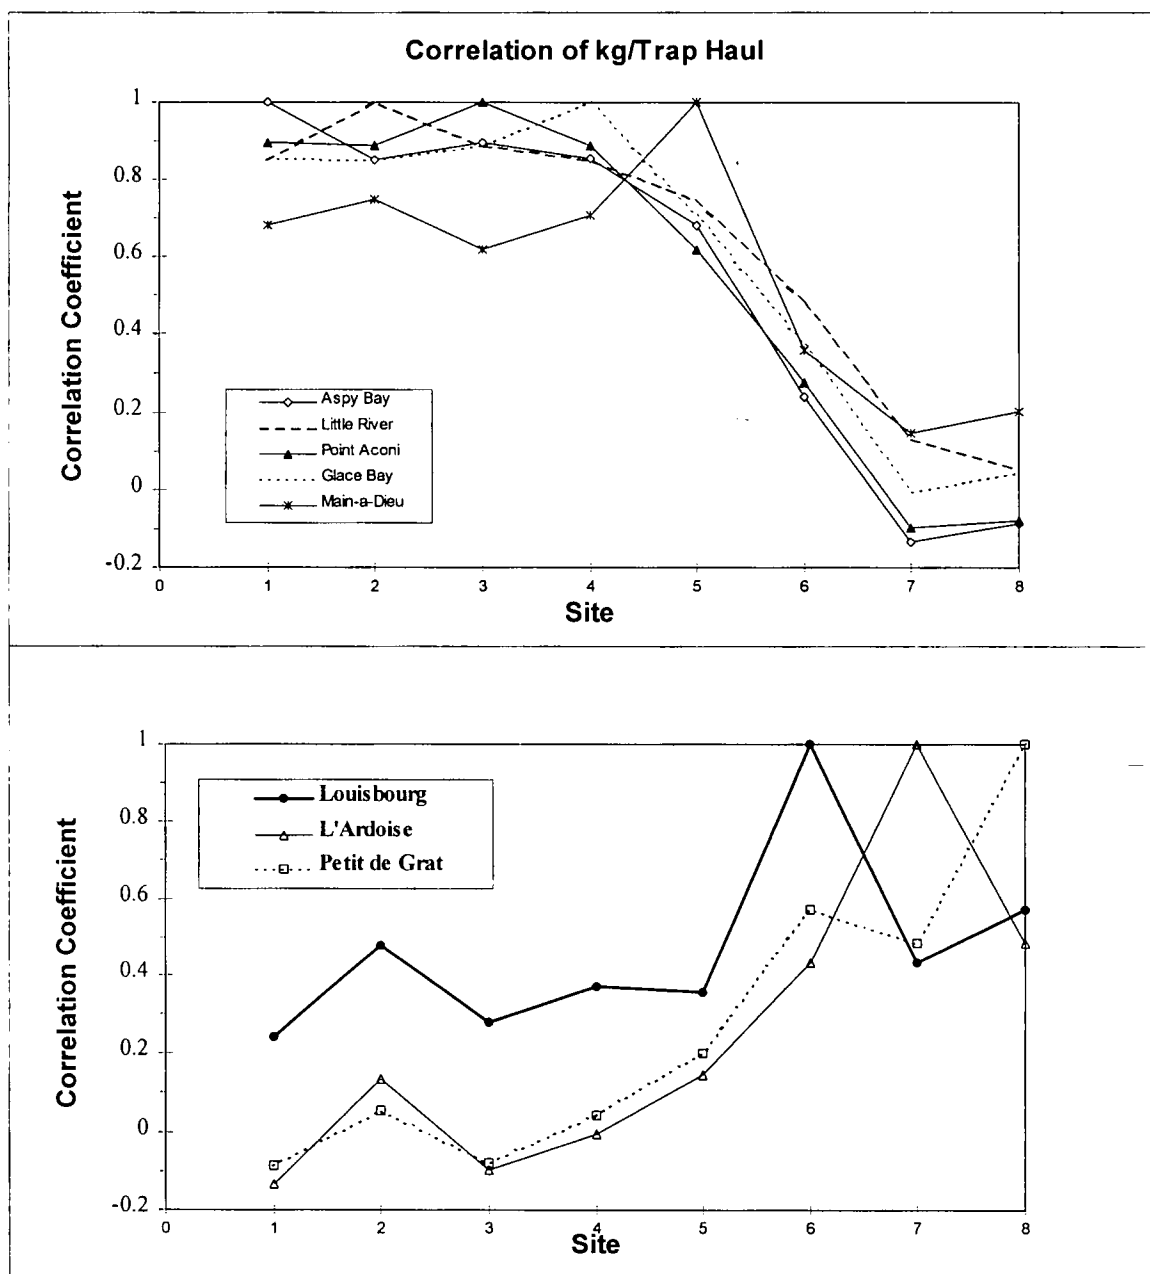 Correlation of kg/Trap Haul
Correlation Coefficient
1
0.8
0.6
0.4
0.2
0
-0.2
Aspy Bay
Little River
Point Aconi
Glace Bay
Main-a-Dieu
0 1 2 3 4 5 6 7 8
Site
Correlation Coefficient
1
0.8
0.6
0.4
0.2
0
-0.2
Louisbourg
L'Ardoise
Petit de Grat
0 1 2 3 4 5 6 7 8
Site